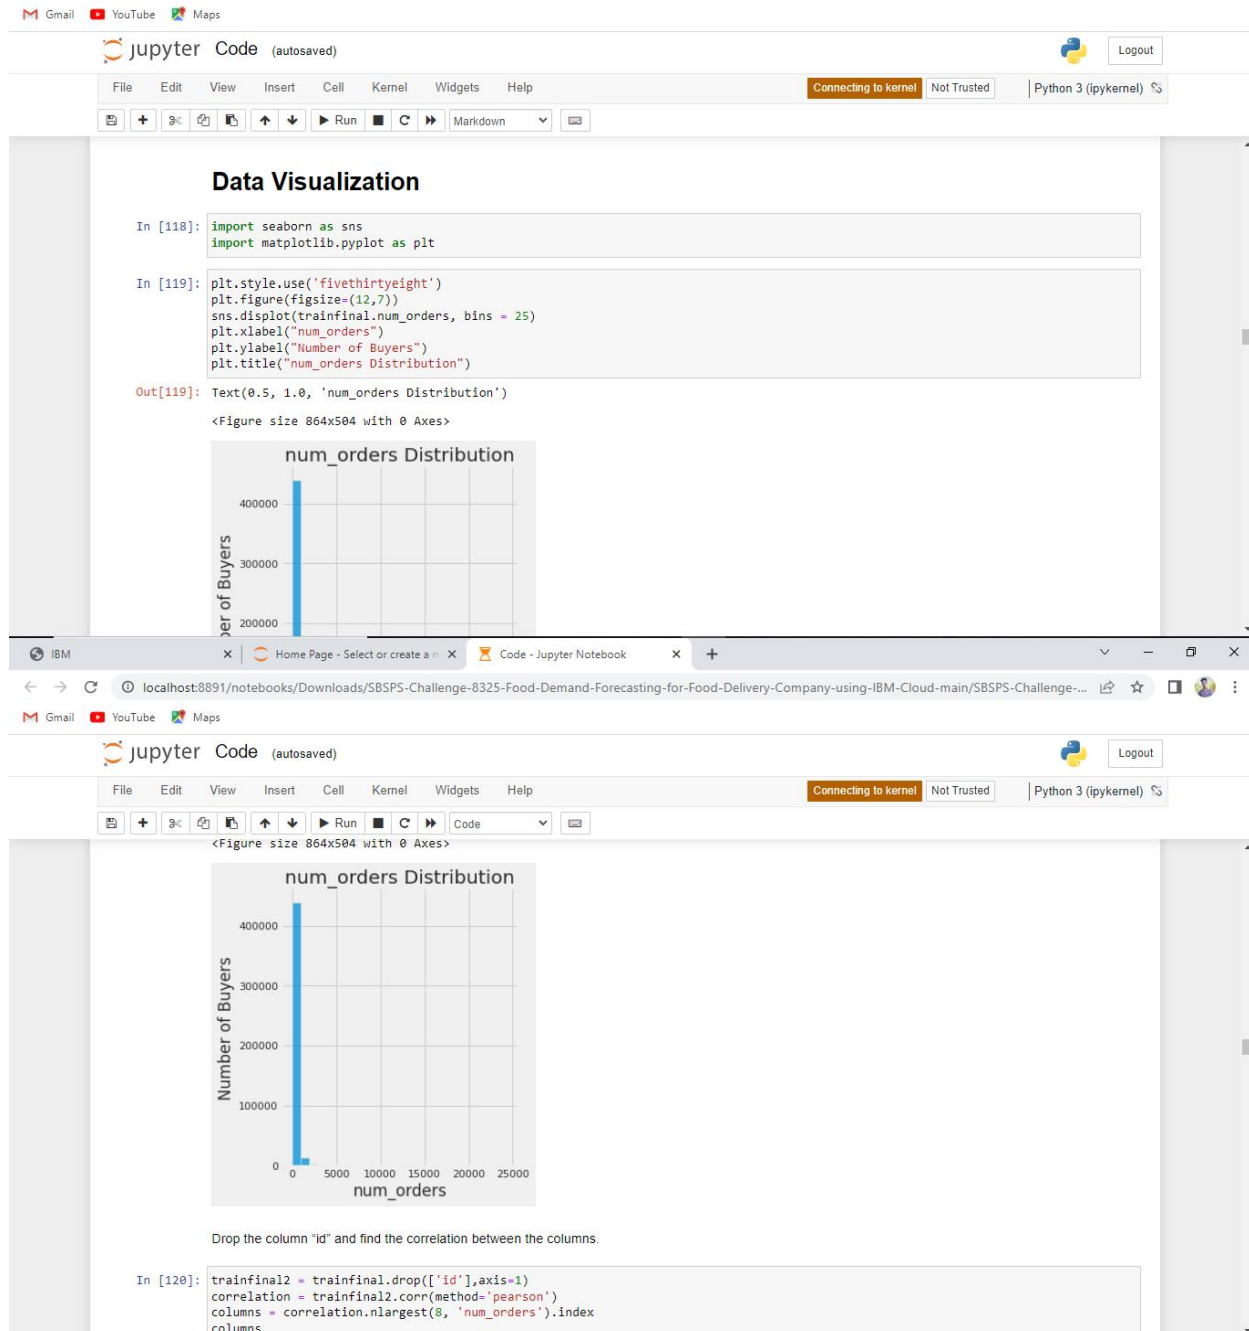 Gmail YouTube Maps
jupyter Code (autosaved) Logout
File Edit View Insert Cell Kernel Widgets Help Connecting to kernel Not Trusted Python 3 (ipykernel)
Run Markdown
Data Visualization
In [118]: import seaborn as sns
import matplotlib.pyplot as plt
In [119]: plt.style.use('fivethirtyeight')
plt.figure(figsize=(12,7))
sns.displot(trainfinal.num_orders, bins = 25)
plt.xlabel("num_orders")
plt.ylabel("Number of Buyers")
plt.title("num_orders Distribution")
Out[119]: Text(0.5, 1.0, 'num_orders Distribution')
<Figure size 864x504 with 0 Axes>
num_orders Distribution
400000
300000
200000
ber of Buyers
IBM Home Page - Select or create a n Code - Jupyter Notebook
localhost:8891/notebooks/Downloads/SBSPS-Challenge-8325-Food-Demand-Forecasting-for-Food-Delivery-Company-using-IBM-Cloud-main/SBSPS-Challenge-...
Gmail YouTube Maps
jupyter Code (autosaved) Logout
File Edit View Insert Cell Kernel Widgets Help Connecting to kernel Not Trusted Python 3 (ipykernel)
Run Code
<Figure size 864x504 with 0 Axes>
num_orders Distribution
400000
300000
200000
100000
0
Number of Buyers
0 5000 10000 15000 20000 25000
num_orders
Drop the column “id” and find the correlation between the columns.
In [120]: trainfinal2 = trainfinal.drop(['id'],axis=1)
correlation = trainfinal2.corr(method='pearson')
columns = correlation.nlargest(8, 'num_orders').index
columns